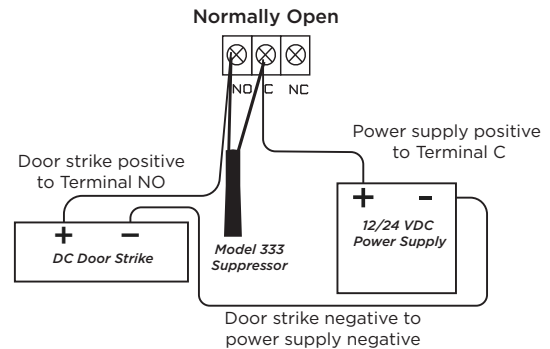 Normally Open
NO C NC
Power supply positive
to Terminal C
Door strike positive
to Terminal NO
+ -
12/24 VDC
Power Supply
+ -
DC Door Strike
Model 333
Suppressor
Door strike negative to
power supply negative